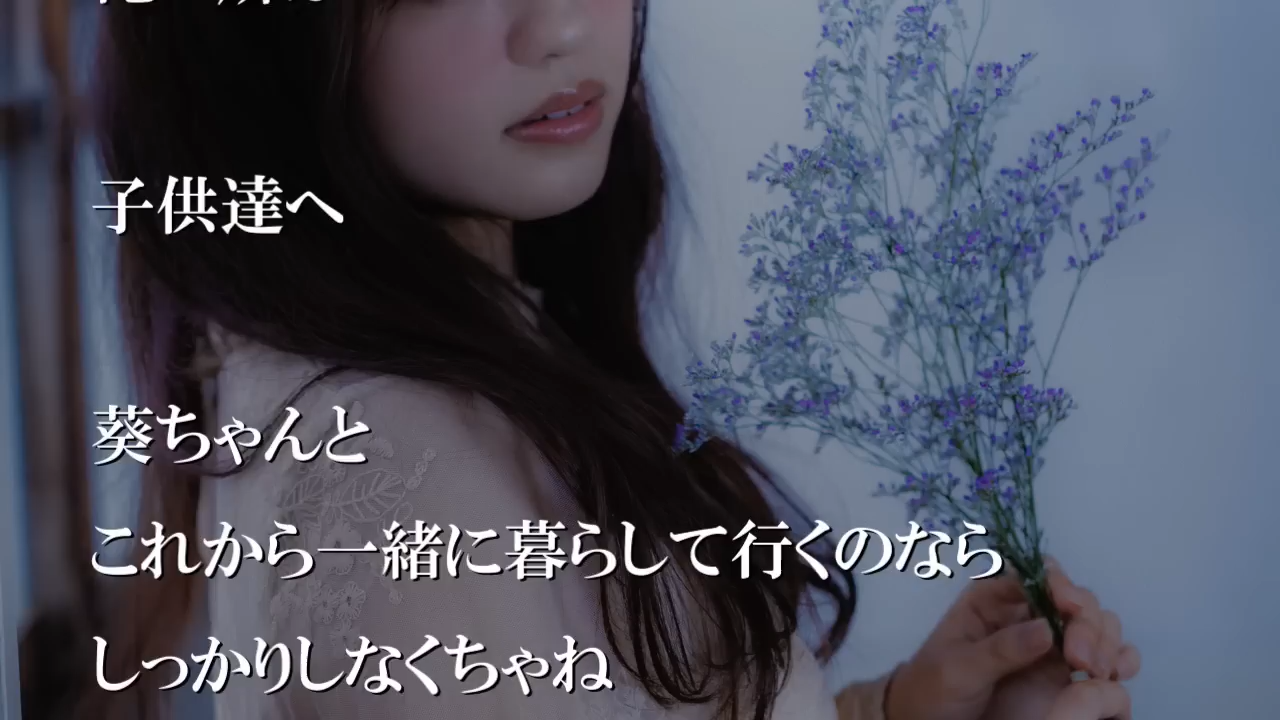 子供達へ
葵ちゃんと
これから一緒に暮らして行くのなら
しっかりしなくちゃね